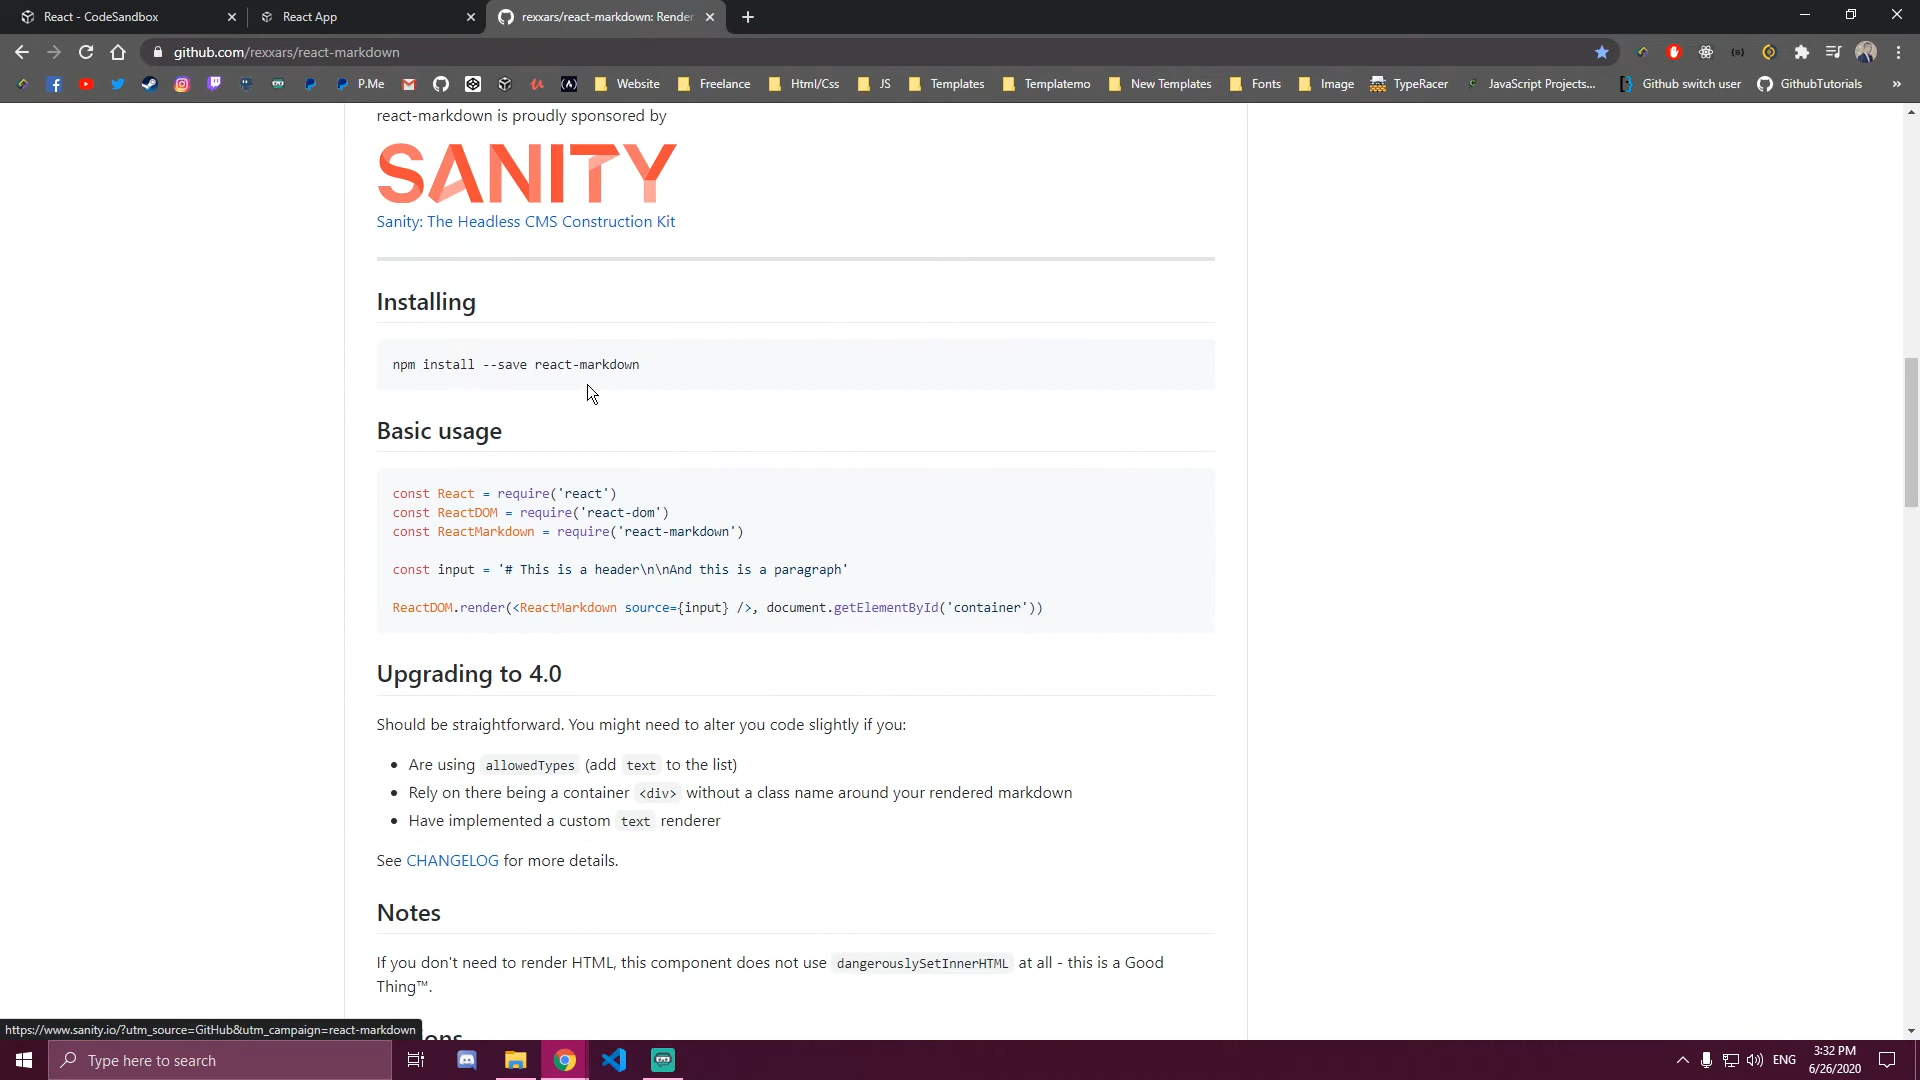 React - CodeSandbox
React App
rexxars/react-markdown: Render
github.com/rexxars/react-markdown
P.Me
Website
Freelance
Html/Css
JS
Templates
Templatemo
New Templates
Fonts
Image
TypeRacer
JavaScript Projects...
Github switch user
GithubTutorials
»
react-markdown is proudly sponsored by
SANITY
Sanity: The Headless CMS Construction Kit
Installing
npm install --save react-markdown
Basic usage
const React = require('react')
const ReactDOM = require('react-dom')
const ReactMarkdown = require('react-markdown')
const input = '# This is a header\n\nAnd this is a paragraph'
ReactDOM.render(<ReactMarkdown source={input} />, document.getElementById('container'))
Upgrading to 4.0
Should be straightforward. You might need to alter you code slightly if you:
• Are using allowedTypes (add text to the list)
• Rely on there being a container <div> without a class name around your rendered markdown
• Have implemented a custom text renderer
See CHANGELOG for more details.
Notes
If you don't need to render HTML, this component does not use dangerouslySetInnerHTML at all - this is a Good
Thing™.
https://www.sanity.io/?utm_source=GitHub&utm_campaign=react-markdown
Type here to search
ENG
3:32 PM
6/26/2020